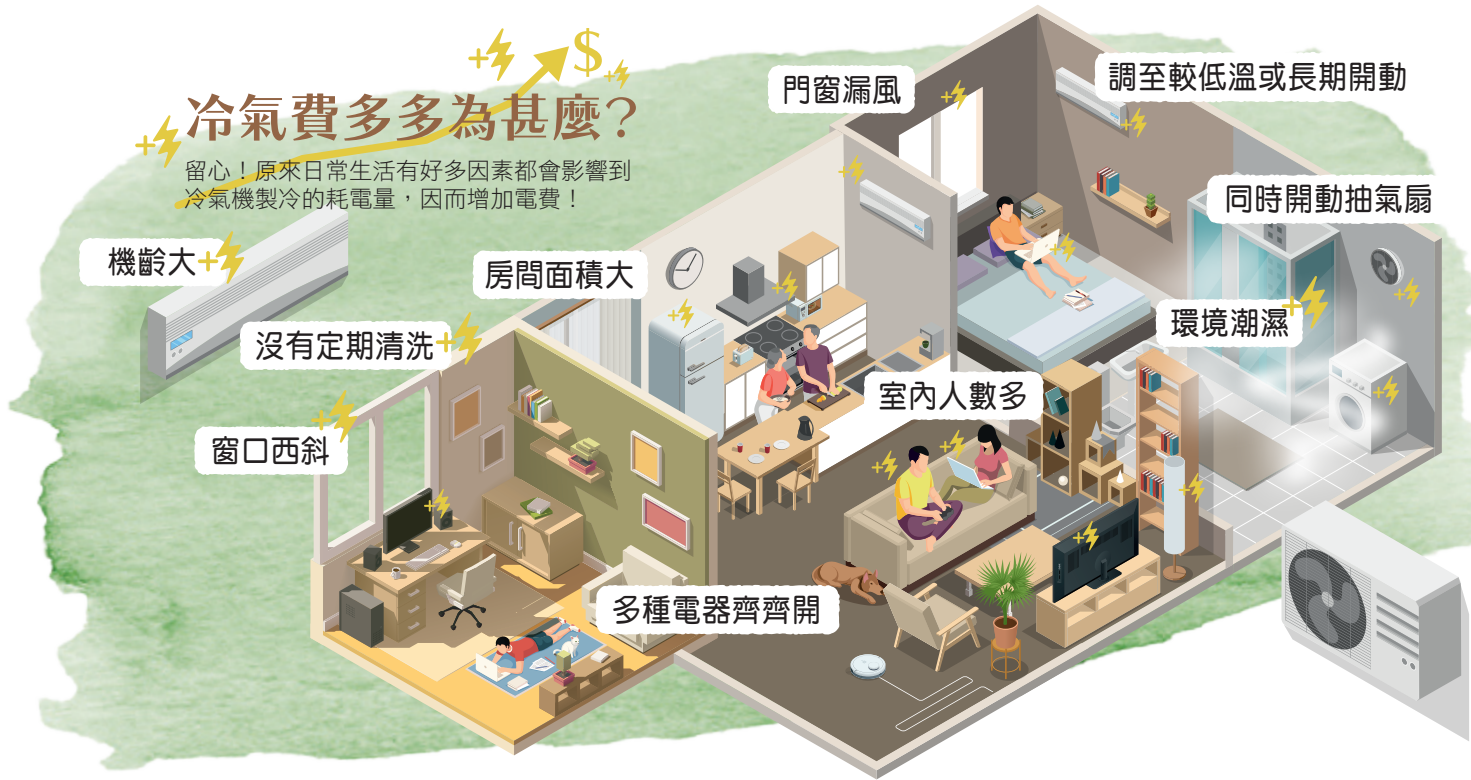 $
冷氣費多多為甚麼？
留心！原來日常生活有好多因素都會影響到
冷氣機製冷的耗電量，因而增加電費！
門窗漏風
調至較低溫或長期開動
同時開動抽氣扇
機齡大
房間面積大
環境潮濕
沒有定期清洗
室內人數多
窗口西斜
多種電器齊齊開